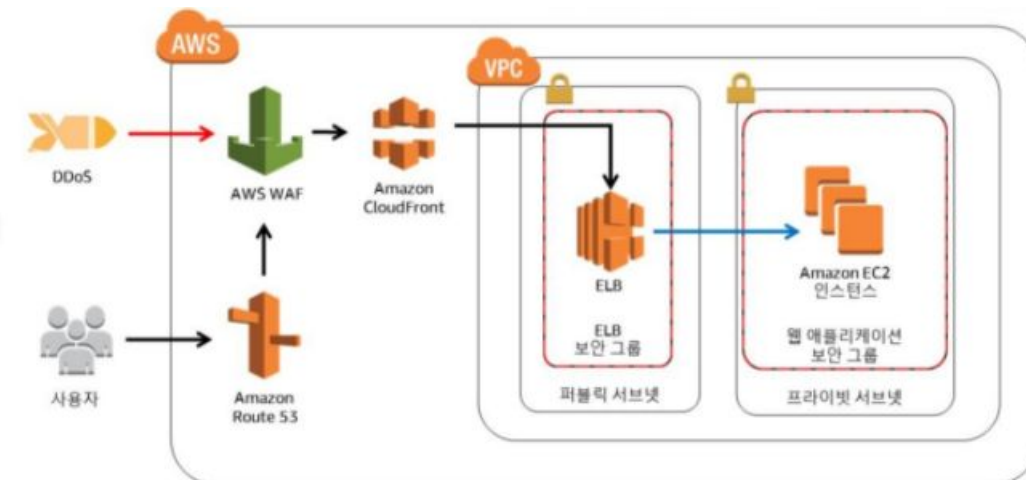 AWS
VPC
DDoS
AWS WAF
Amazon
CloudFront
ELB
Amazon EC2
인스턴스
ELB
보안 그룹
웹 애플리케이션
보안 그룹
사용자
Amazon
Route 53
퍼블릭 서브넷
프라이빗 서브넷